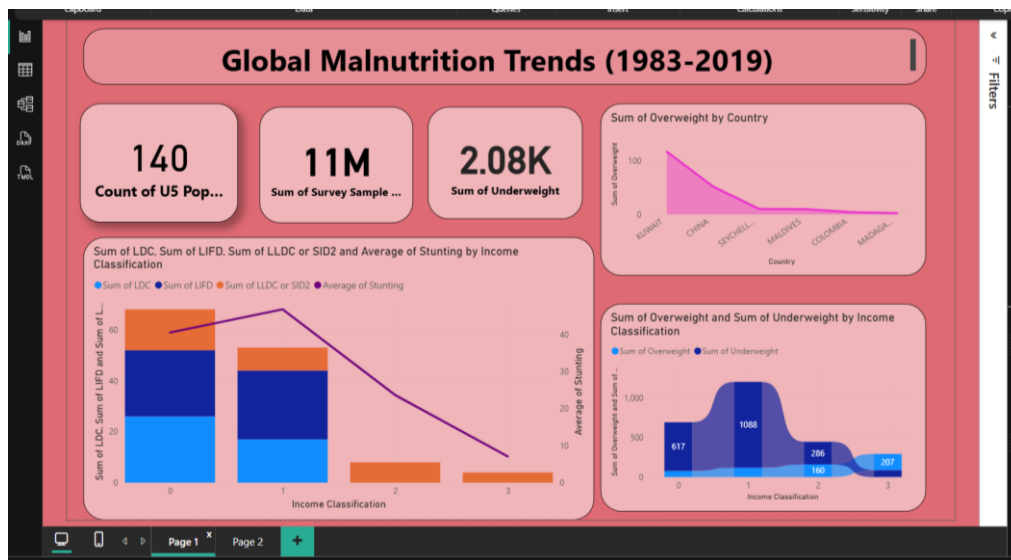 Clipboard
Data
Queries
Insert
Calculations
Sensitivity
Share
Global Malnutrition Trends (1983-2019)
Filters
140
Count of U5 Pop...
11M
Sum of Survey Sample ...
2.08K
Sum of Underweight
Sum of Overweight by Country
Sum of Overweight
100
0
KUWAIT
CHINA
SEYCHELL...
MALDIVES
COLOMBIA
MADAGA...
Country
Sum of LDC, Sum of LIFD, Sum of LLDC or SID2 and Average of Stunting by Income
Classification
Sum of LDC
Sum of LIFD
Sum of LLDC or SID2
Average of Stunting
Sum of LDC, Sum of LIFD and Sum of L...
60
40
20
0
40
30
20
10
0
Average of Stunting
0
1
2
3
Income Classification
Sum of Overweight and Sum of Underweight by Income
Classification
Sum of Overweight
Sum of Underweight
Sum of Overweight and Sum of ...
1,000
500
0
617
1088
286
160
207
0
1
2
3
Income Classification
Page 1
x
Page 2
+